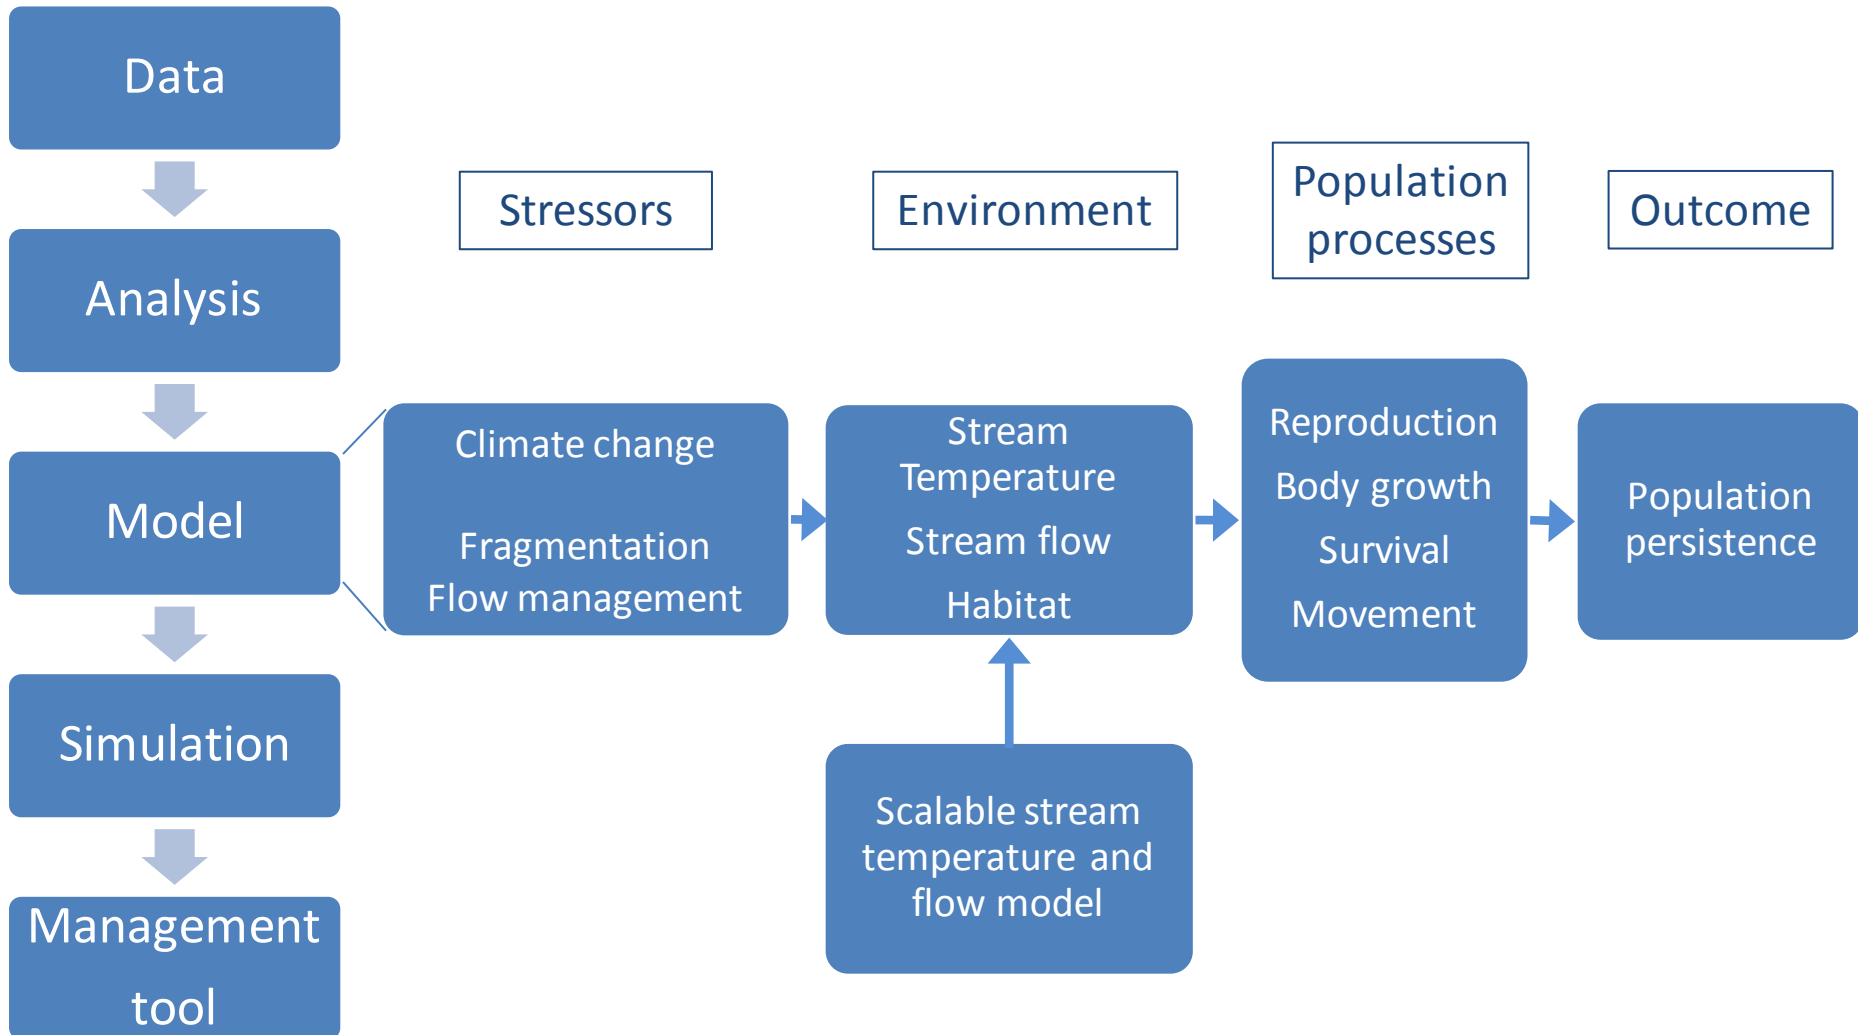 Data
Analysis
Model
Simulation
Management
tool
Stressors
Environment
Population
processes
Outcome
Climate change
Fragmentation
Flow management
Stream
Temperature
Stream flow
Habitat
Reproduction
Body growth
Survival
Movement
Population
persistence
Scalable stream
temperature and
flow model